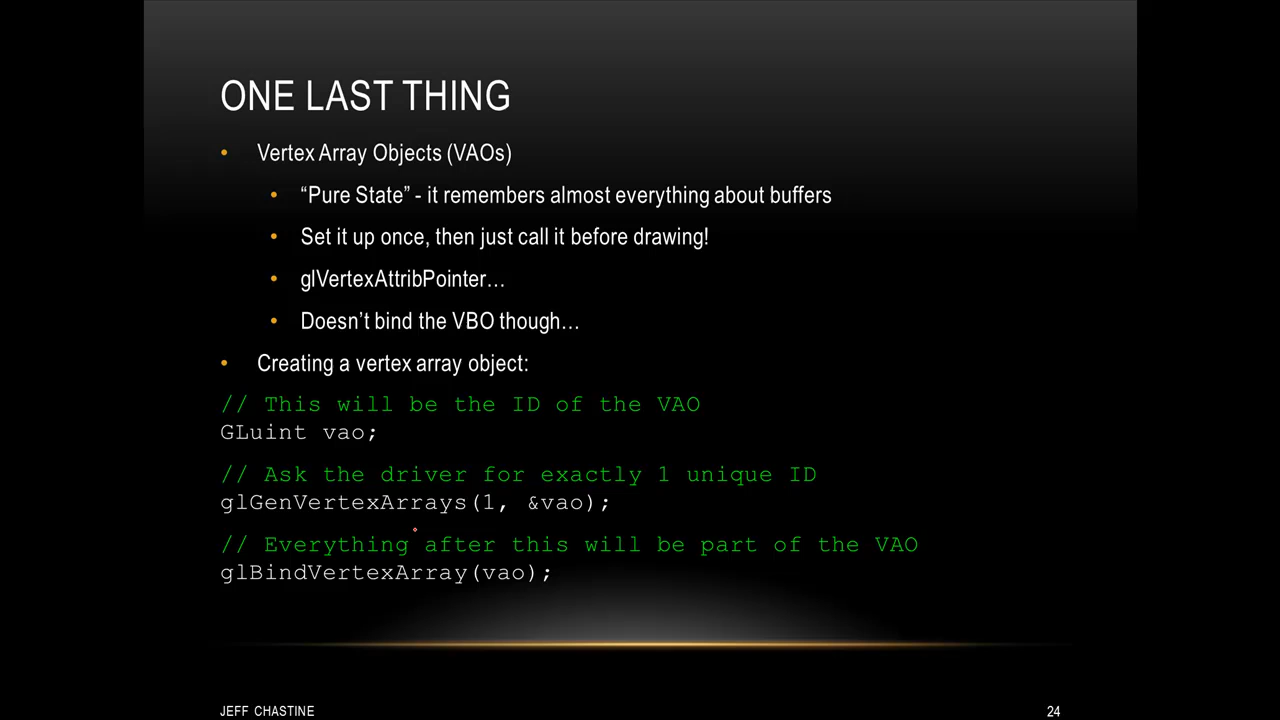 ONE LAST THING
• Vertex Array Objects (VAOs)
• “Pure State” - it remembers almost everything about buffers
• Set it up once, then just call it before drawing!
• glVertexAttribPointer…
• Doesn’t bind the VBO though…
• Creating a vertex array object:
// This will be the ID of the VAO
GLuint vao;
// Ask the driver for exactly 1 unique ID
glGenVertexArrays(1, &vao);
// Everything after this will be part of the VAO
glBindVertexArray(vao);
JEFF CHASTINE 24